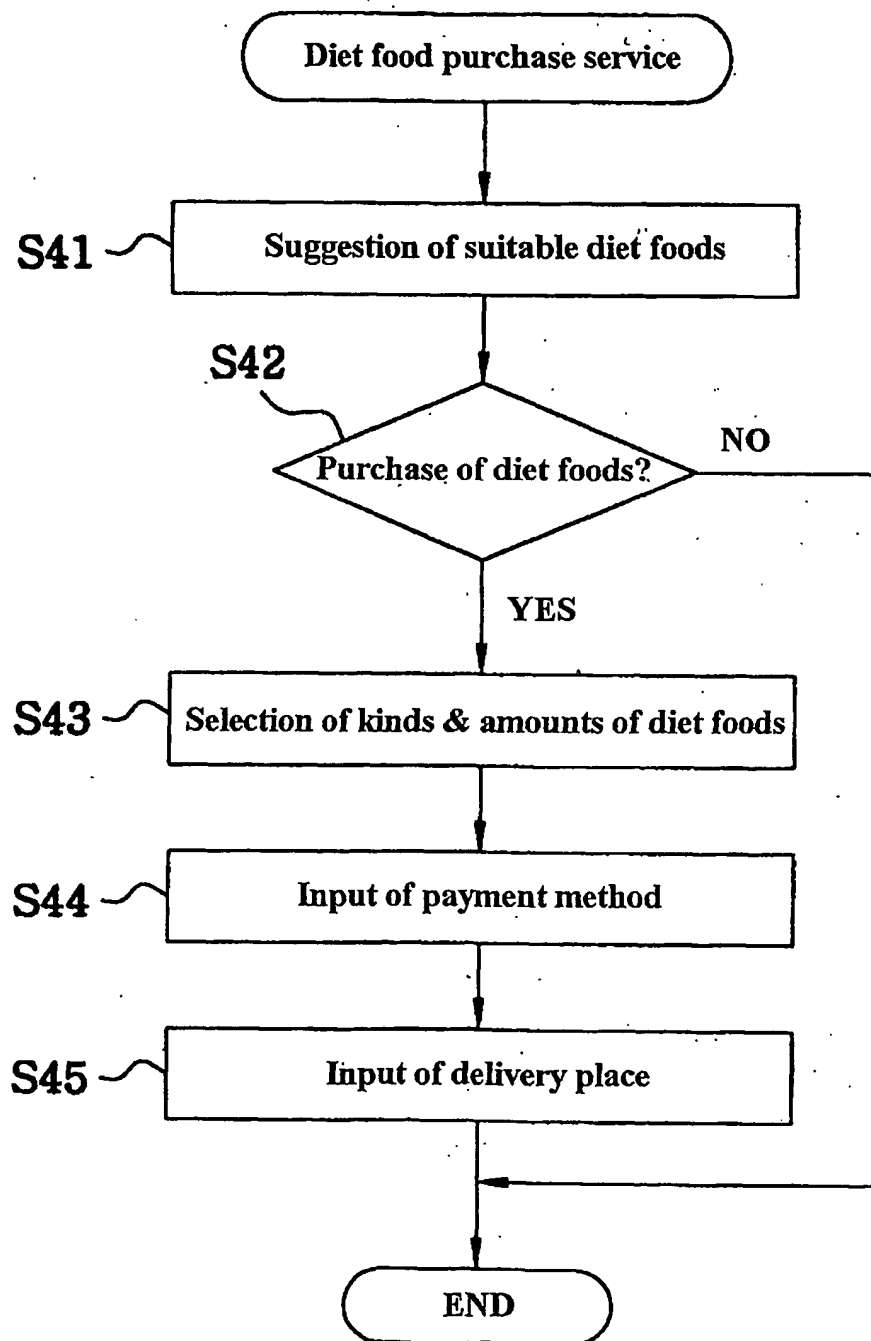 Diet food purchase service
S41
Suggestion of suitable diet foods
S42
Purchase of diet foods?
NO
YES
S43
Selection of kinds & amounts of diet foods
S44
Input of payment method
S45
Input of delivery place
END